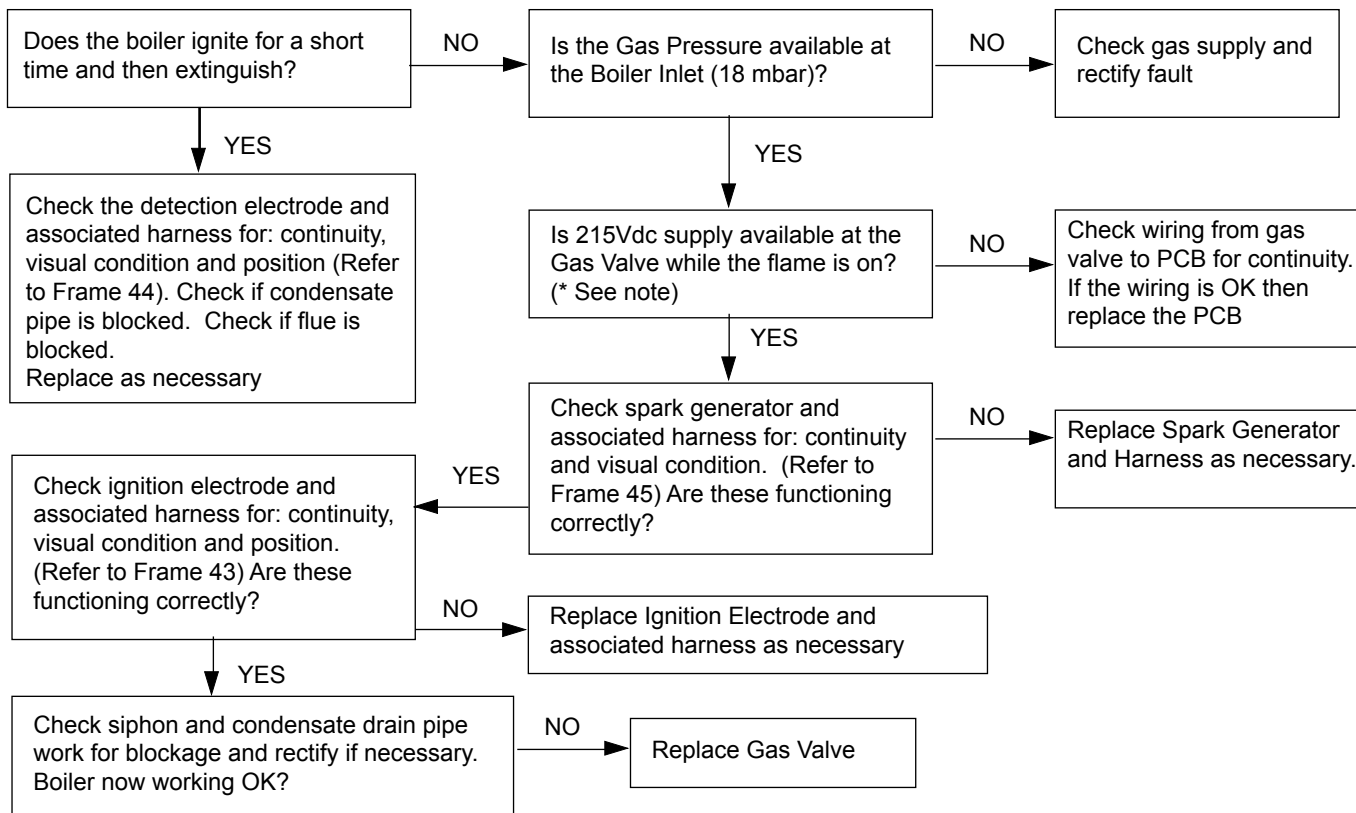 Does the boiler ignite for a short
time and then extinguish?
NO
Is the Gas Pressure available at
the Boiler Inlet (18 mbar)?
NO
Check gas supply and
rectify fault
YES
YES
Check the detection electrode and
associated harness for: continuity,
visual condition and position (Refer
to Frame 44). Check if condensate
pipe is blocked.  Check if flue is
blocked.
Replace as necessary
Is 215Vdc supply available at the
Gas Valve while the flame is on?
(* See note)
NO
Check wiring from gas
valve to PCB for continuity.
If the wiring is OK then
replace the PCB
YES
Check spark generator and
associated harness for: continuity
and visual condition.  (Refer to
Frame 45) Are these functioning
correctly?
NO
Replace Spark Generator
and Harness as necessary.
YES
Check ignition electrode and
associated harness for: continuity,
visual condition and position.
(Refer to Frame 43) Are these
functioning correctly?
NO
Replace Ignition Electrode and
associated harness as necessary
YES
Check siphon and condensate drain pipe
work for blockage and rectify if necessary.
Boiler now working OK?
NO
Replace Gas Valve